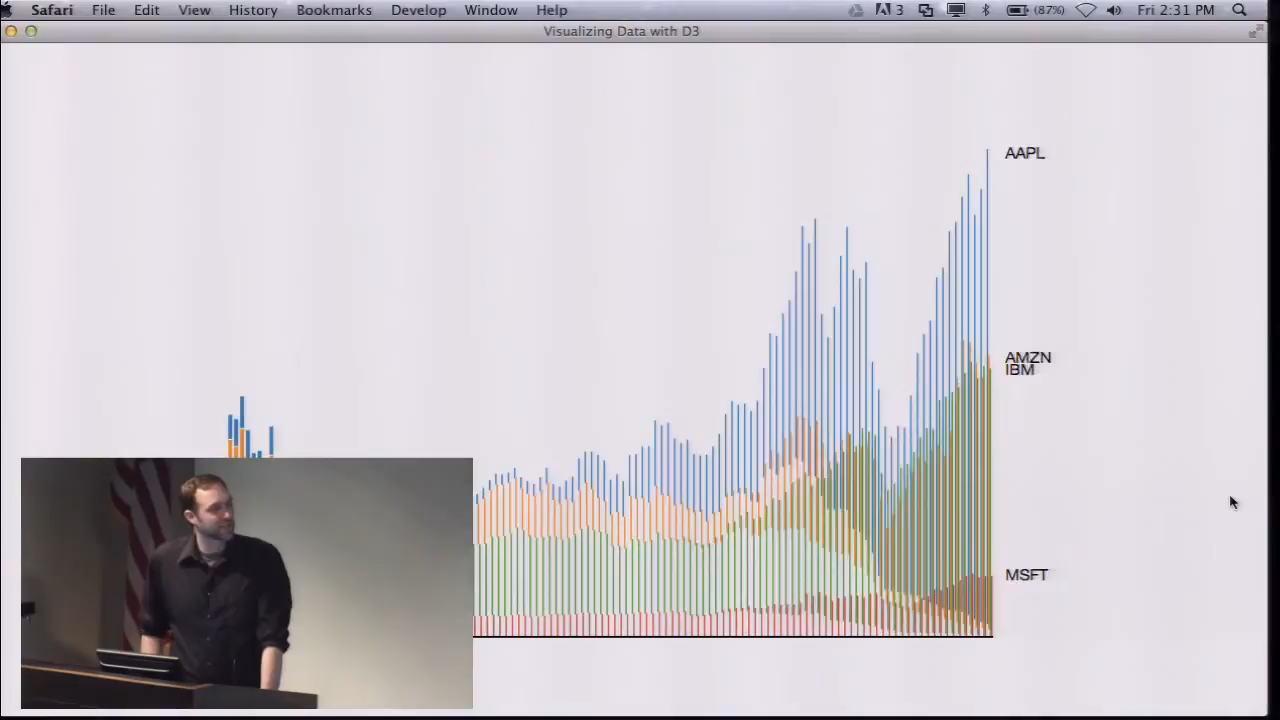 Safari File Edit View History Bookmarks Develop Window Help 3 (87%) Fri 2:31 PM
Visualizing Data with D3
AAPL
AMZN
IBM
MSFT